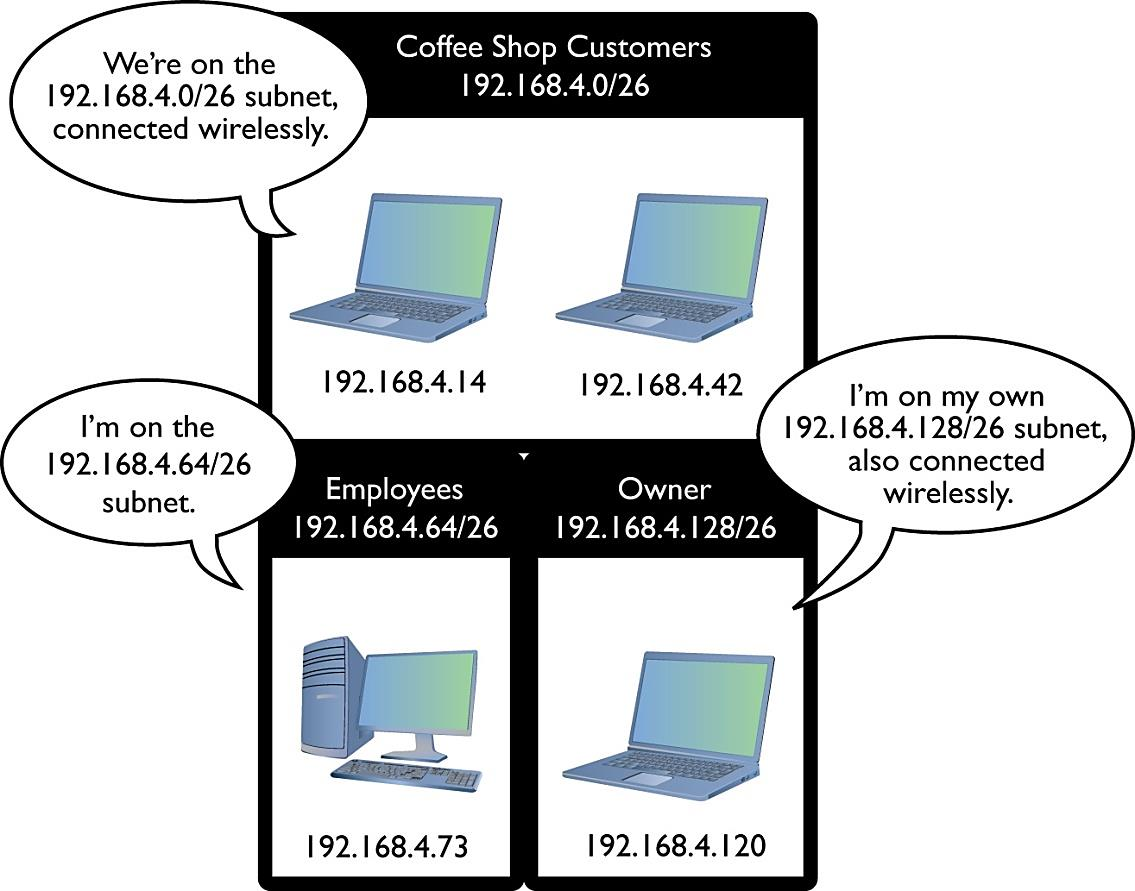 We're on the
192.168.4.0/26 subnet,
connected wirelessly.
Coffee Shop Customers
192.168.4.0/26
192.168.4.14
192.168.4.42
I'm on the
192.168.4.64/26
subnet.
I'm on my own
192.168.4.128/26 subnet,
also connected
wirelessly.
Employees
192.168.4.64/26
Owner
192.168.4.128/26
192.168.4.73
192.168.4.120